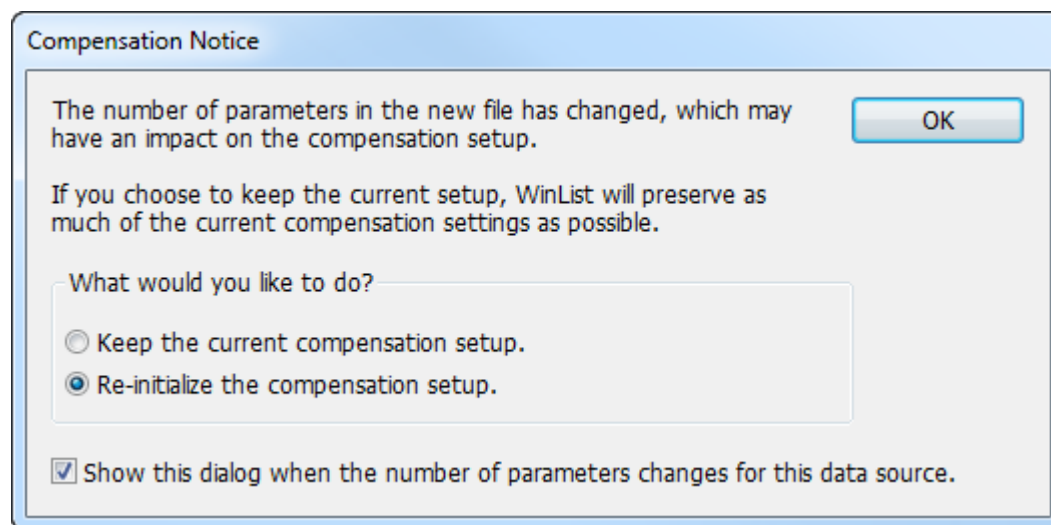 Compensation Notice
The number of parameters in the new file has changed, which may
have an impact on the compensation setup.
OK
If you choose to keep the current setup, WinList will preserve as
much of the current compensation settings as possible.
What would you like to do?
Keep the current compensation setup.
Re-initialize the compensation setup.
Show this dialog when the number of parameters changes for this data source.